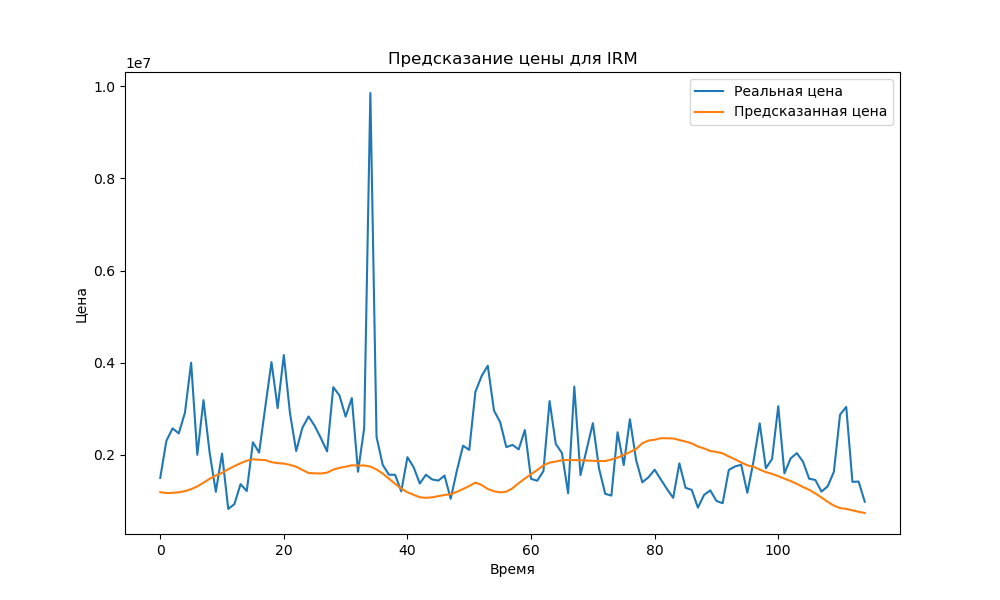 Предсказание цены для IRM
1e7
Реальная цена
Предсказанная цена
1.0
0.8
0.6
0.4
0.2
Цена
0 20 40 60 80 100
Время